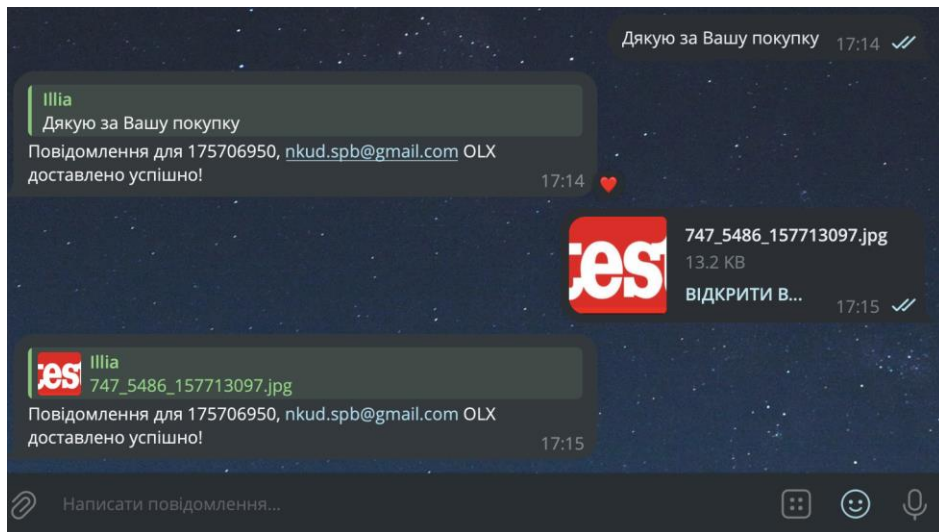 Дякую за Вашу покупку 17:14
Illia
Дякую за Вашу покупку
Повідомлення для 175706950, nkud.spb@gmail.com OLX
доставлено успішно!
17:14
747_5486_157713097.jpg
13.2 KB
ВІДКРИТИ В...
17:15
tes
Illia
747_5486_157713097.jpg
tes
Повідомлення для 175706950, nkud.spb@gmail.com OLX
доставлено успішно!
17:15
Написати повідомлення...